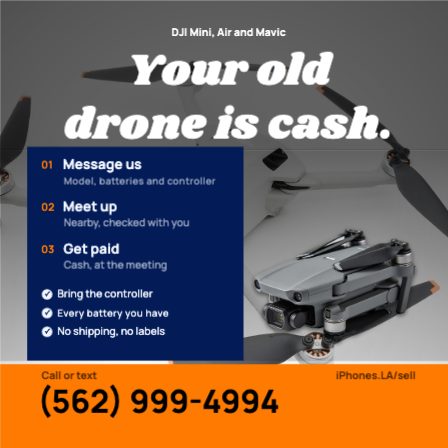 DJI Mini, Air and Mavic
Your old
drone is cash.
01 Message us
Model, batteries and controller
02 Meet up
Nearby, checked with you
03 Get paid
Cash, at the meeting
Bring the controller
Every battery you have
No shipping, no labels
Call or text
iPhones.LA/sell
(562) 999-4994